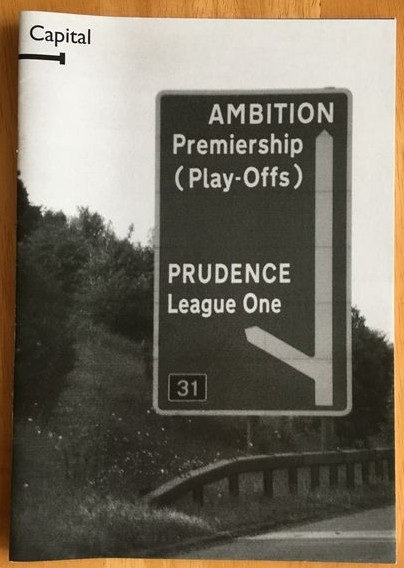 Capital
AMBITION
Premiership
(Play-Offs)
PRUDENCE
League One
31